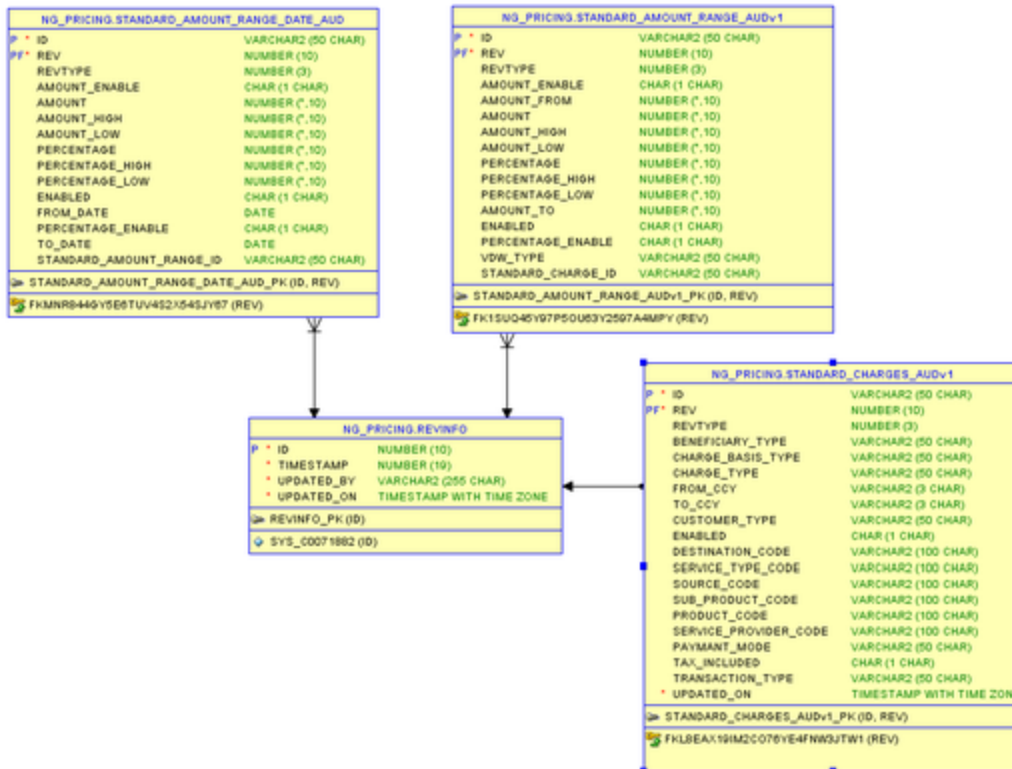 NG_PRICING.STANDARD_AMOUNT_RANGE_DATE_AUD
P * ID VARCHAR2 (50 CHAR)
PF* REV NUMBER (10)
REVTYPE NUMBER (3)
AMOUNT_ENABLE CHAR (1 CHAR)
AMOUNT NUMBER (*,10)
AMOUNT_HIGH NUMBER (*,10)
AMOUNT_LOW NUMBER (*,10)
PERCENTAGE NUMBER (*,10)
PERCENTAGE_HIGH NUMBER (*,10)
PERCENTAGE_LOW NUMBER (*,10)
ENABLED CHAR (1 CHAR)
FROM_DATE DATE
PERCENTAGE_ENABLE CHAR (1 CHAR)
TO_DATE DATE
STANDARD_AMOUNT_RANGE_ID VARCHAR2 (50 CHAR)
STANDARD_AMOUNT_RANGE_DATE_AUD_PK (ID, REV)
FKMNR844GY5E6TUV4S2X54SJY67 (REV)
NG_PRICING.STANDARD_AMOUNT_RANGE_AUDv1
P * ID VARCHAR2 (50 CHAR)
PF* REV NUMBER (10)
REVTYPE NUMBER (3)
AMOUNT_ENABLE CHAR (1 CHAR)
AMOUNT_FROM NUMBER (*,10)
AMOUNT NUMBER (*,10)
AMOUNT_HIGH NUMBER (*,10)
AMOUNT_LOW NUMBER (*,10)
PERCENTAGE NUMBER (*,10)
PERCENTAGE_HIGH NUMBER (*,10)
PERCENTAGE_LOW NUMBER (*,10)
AMOUNT_TO NUMBER (*,10)
ENABLED CHAR (1 CHAR)
PERCENTAGE_ENABLE CHAR (1 CHAR)
VDW_TYPE VARCHAR2 (50 CHAR)
STANDARD_CHARGE_ID VARCHAR2 (50 CHAR)
STANDARD_AMOUNT_RANGE_AUDv1_PK (ID, REV)
FK1SUQ45Y97P5OU63Y2597A4MPY (REV)
NG_PRICING.REVINFO
P * ID NUMBER (10)
* TIMESTAMP NUMBER (19)
* UPDATED_BY VARCHAR2 (255 CHAR)
* UPDATED_ON TIMESTAMP WITH TIME ZONE
REVINFO_PK (ID)
SYS_C0071882 (ID)
NG_PRICING.STANDARD_CHARGES_AUDv1
P * ID VARCHAR2 (50 CHAR)
PF* REV NUMBER (10)
REVTYPE NUMBER (3)
BENEFICIARY_TYPE VARCHAR2 (50 CHAR)
CHARGE_BASIS_TYPE VARCHAR2 (50 CHAR)
CHARGE_TYPE VARCHAR2 (50 CHAR)
FROM_CCY VARCHAR2 (3 CHAR)
TO_CCY VARCHAR2 (3 CHAR)
CUSTOMER_TYPE VARCHAR2 (50 CHAR)
ENABLED CHAR (1 CHAR)
DESTINATION_CODE VARCHAR2 (100 CHAR)
SERVICE_TYPE_CODE VARCHAR2 (100 CHAR)
SOURCE_CODE VARCHAR2 (100 CHAR)
SUB_PRODUCT_CODE VARCHAR2 (100 CHAR)
PRODUCT_CODE VARCHAR2 (100 CHAR)
SERVICE_PROVIDER_CODE VARCHAR2 (100 CHAR)
PAYMANT_MODE VARCHAR2 (50 CHAR)
TAX_INCLUDED CHAR (1 CHAR)
TRANSACTION_TYPE VARCHAR2 (50 CHAR)
* UPDATED_ON TIMESTAMP WITH TIME ZON
STANDARD_CHARGES_AUDv1_PK (ID, REV)
FKL8EAX19IM2CO76YE4FNW3JTW1 (REV)